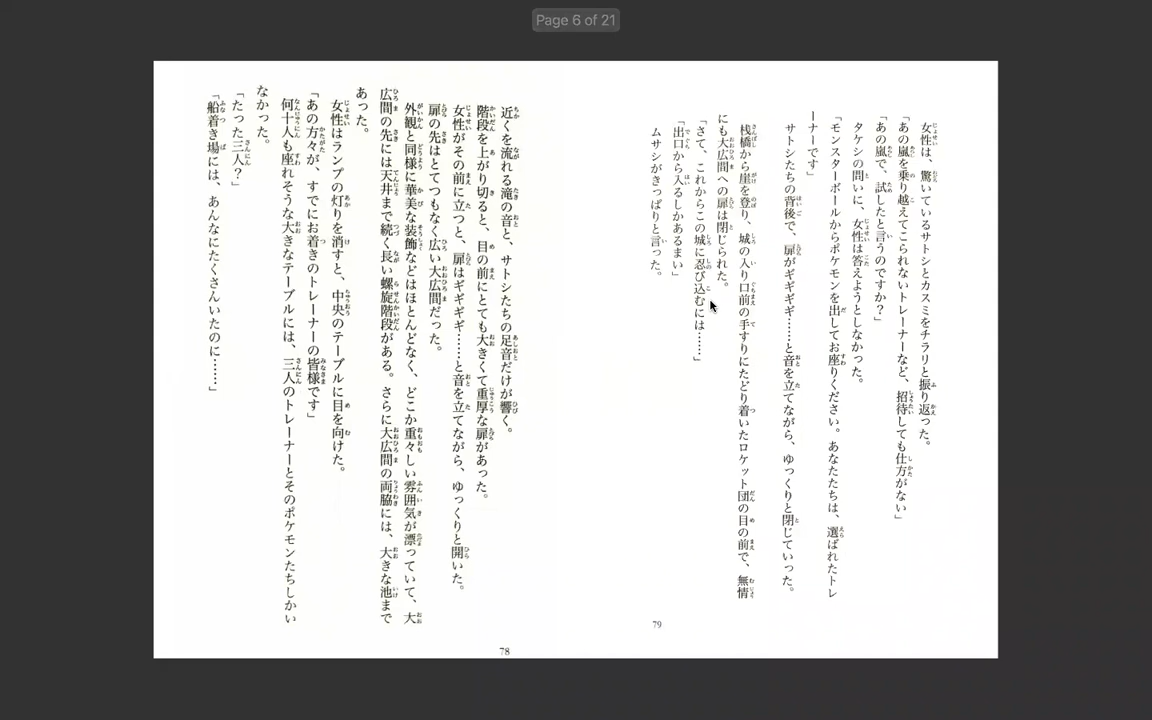 Page 6 of 21
近くを流れる滝の音と、サトシたちの足音だけが響く。
階段を上がり切ると、目の前にとても大きくて重厚な扉があった。
女性がその前に立つと、扉はギギギギ……と音を立てながら、ゆっくりと開いた。
扉の先はとてつもなく広い大広間だった。
外観と同様に華美な装飾などはほとんどなく、どこか重々しい雰囲気が漂っていて、大
広間の先には天井まで続く長い螺旋階段がある。さらに大広間の両脇には、大きな池まで
あった。
女性はランプの灯りを消すと、中央のテーブルに目を向けた。
「あの方々が、すでにお着きのトレーナーの皆様です」
何十人も座れそうな大きなテーブルには、三人のトレーナーとそのポケモンたちしかい
なかった。
「たった三人？」
「船着き場には、あんなにたくさんいたのに……」
78
女性は、驚いているサトシとカスミをチラリと振り返った。
「あの嵐を乗り越えてこられないトレーナーなど、招待しても仕方がない」
「あの嵐で、試したと言うのですか？」
タケシの問いに、女性は答えようとしなかった。
「モンスターボールからポケモンを出してお座りください。あなたたちは、選ばれたトレ
ーナーです」
サトシたちの背後で、扉がギギギギ……と音を立てながら、ゆっくりと閉じていった。
桟橋から崖を登り、城の入り口前の手すりにたどり着いたロケット団の目の前で、無情
にも大広間への扉は閉じられた。
「さて、これからこの城に忍び込むには……」
「出口から入るしかあるまい」
ムサシがきっぱりと言った。
79